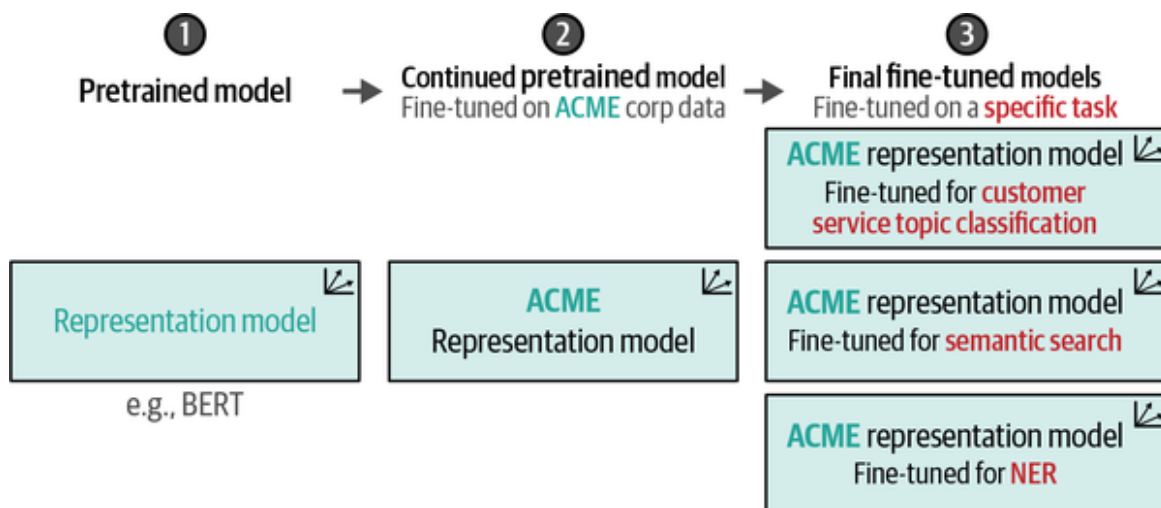 1
Pretrained model
2
Continued pretrained model
Fine-tuned on ACME corp data
3
Final fine-tuned models
Fine-tuned on a specific task
Representation model
e.g., BERT
ACME
Representation model
ACME representation model
Fine-tuned for customer
service topic classification
ACME representation model
Fine-tuned for semantic search
ACME representation model
Fine-tuned for NER